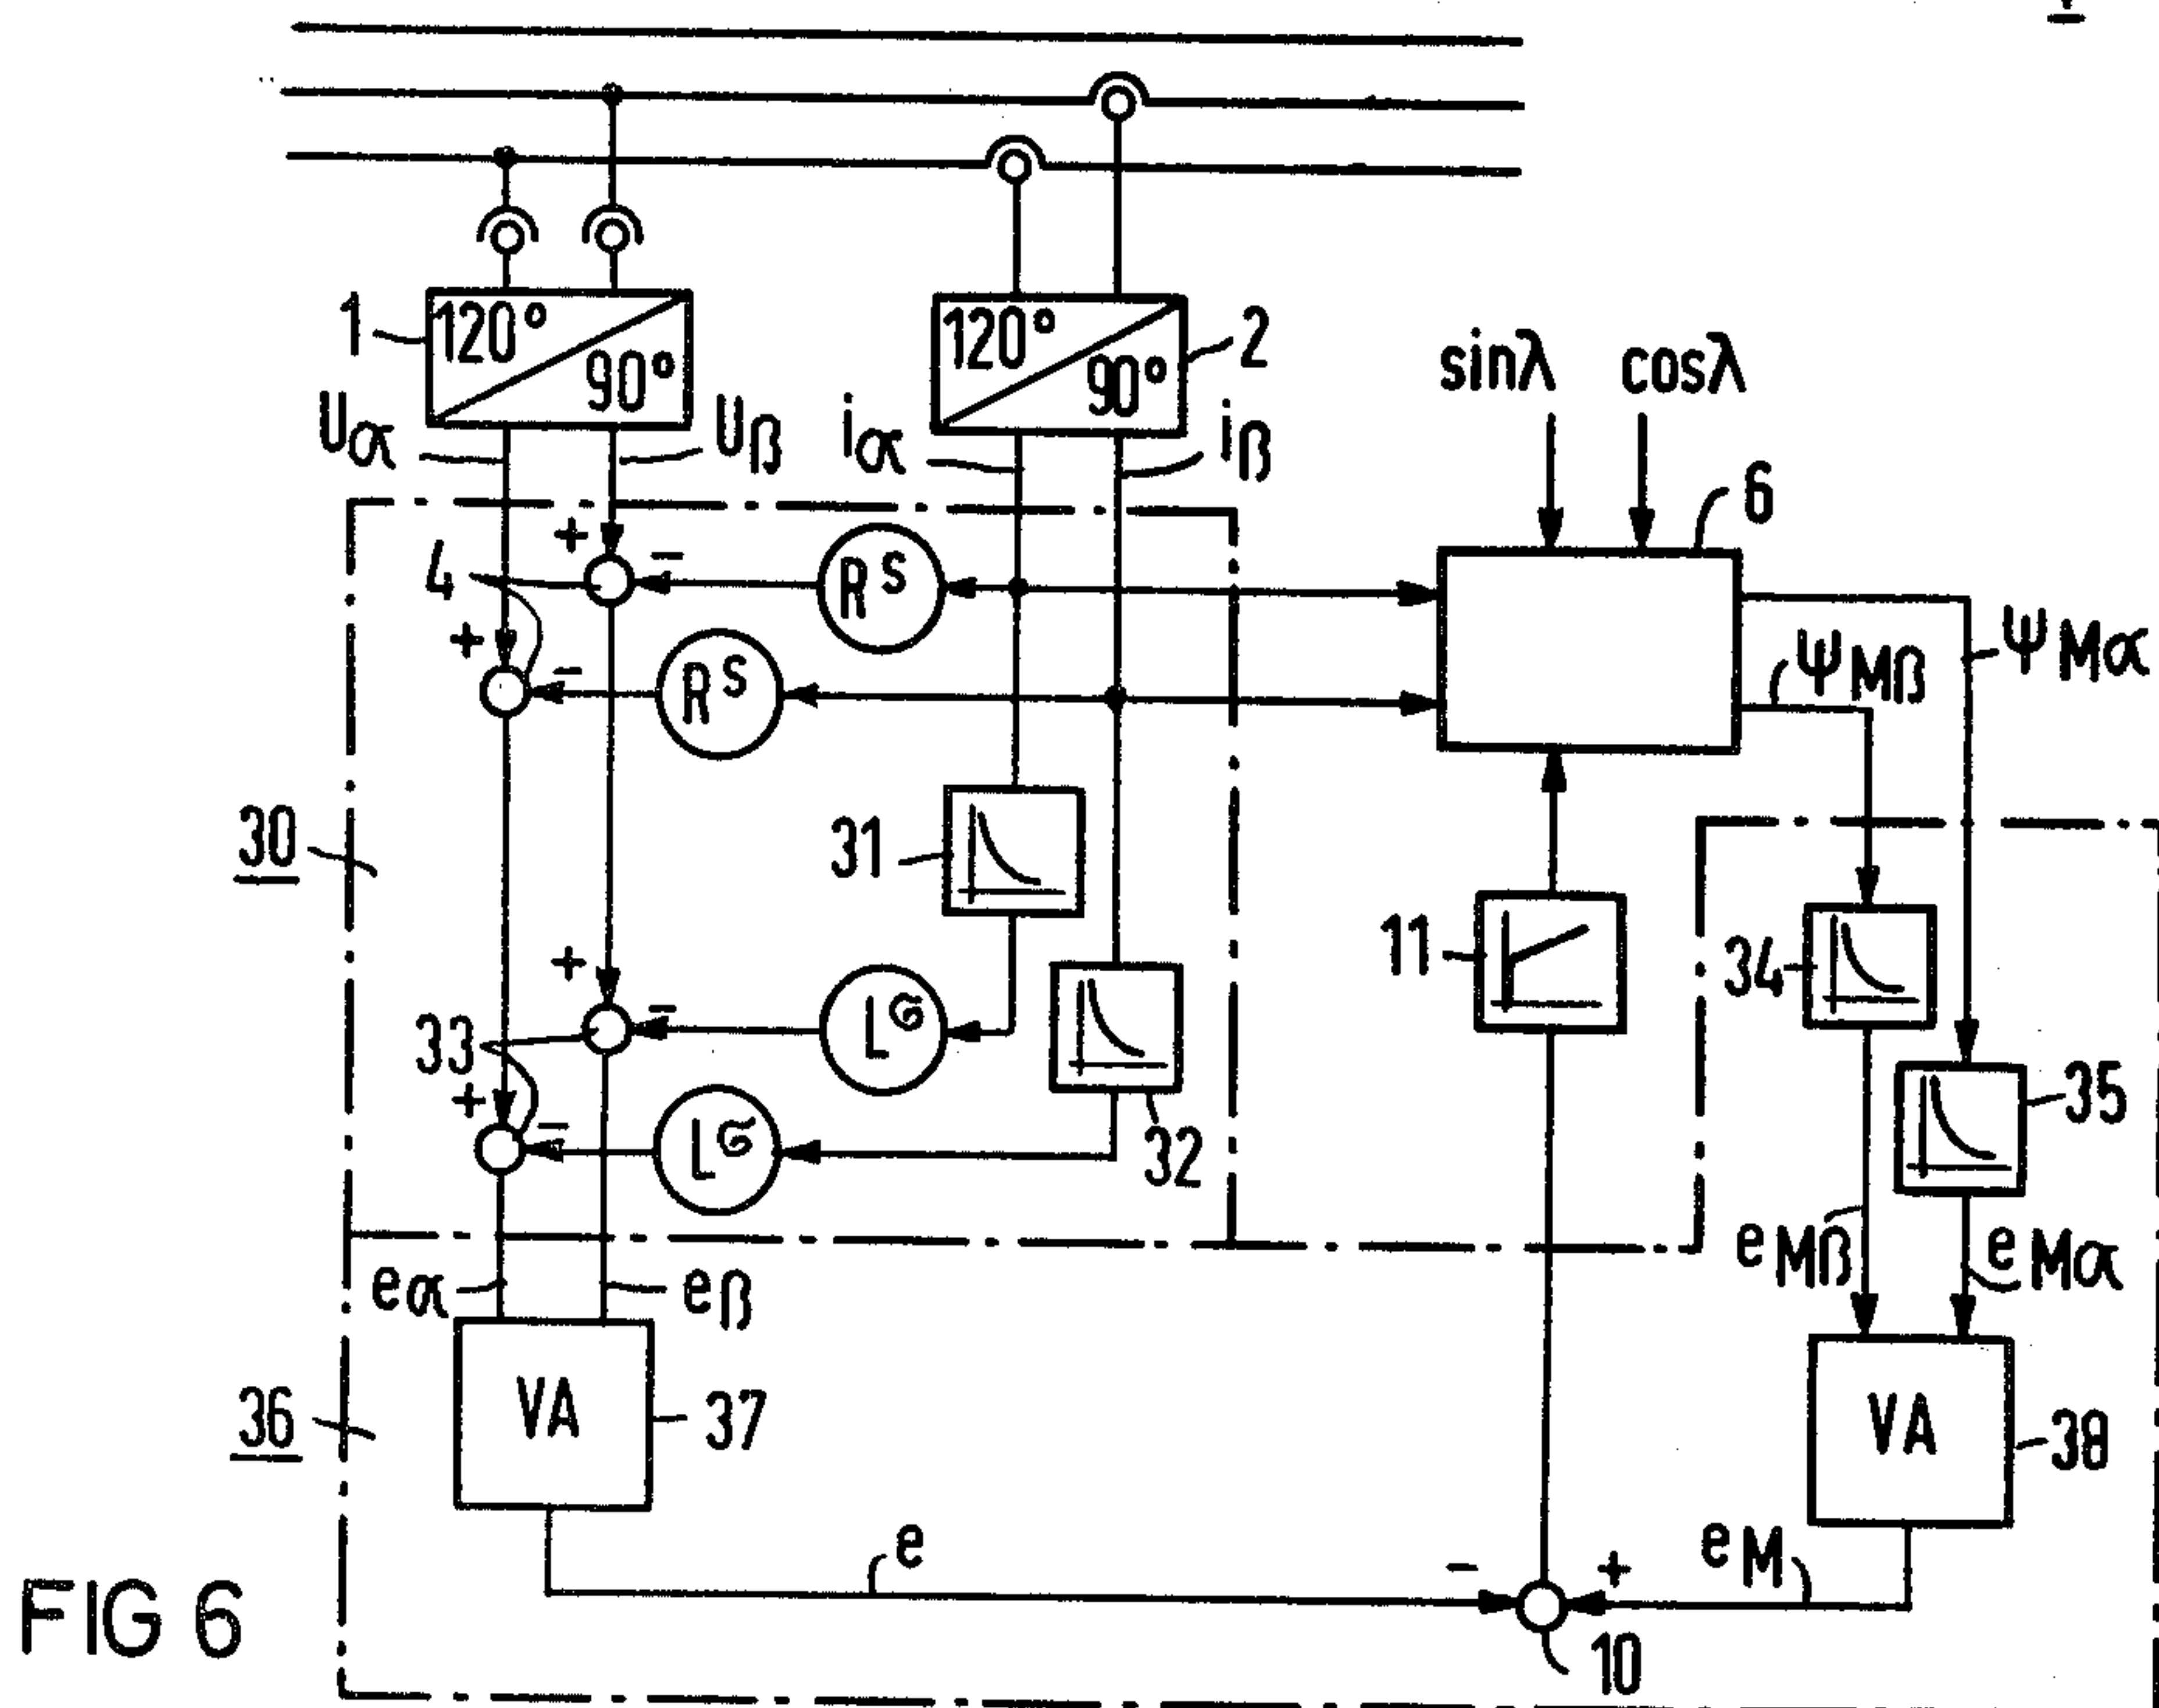 1
120°
90°
120°
90°
2
sinλ
cosλ
Uα
Uβ
iα
iβ
6
4
+
−
R^S
+
−
R^S
ψMβ
ψMα
30
31
11
34
33
+
−
L^σ
+
−
L^σ
32
35
eα
eβ
eMβ
eMα
36
VA
37
VA
38
e
−
+
eM
10
FIG 6